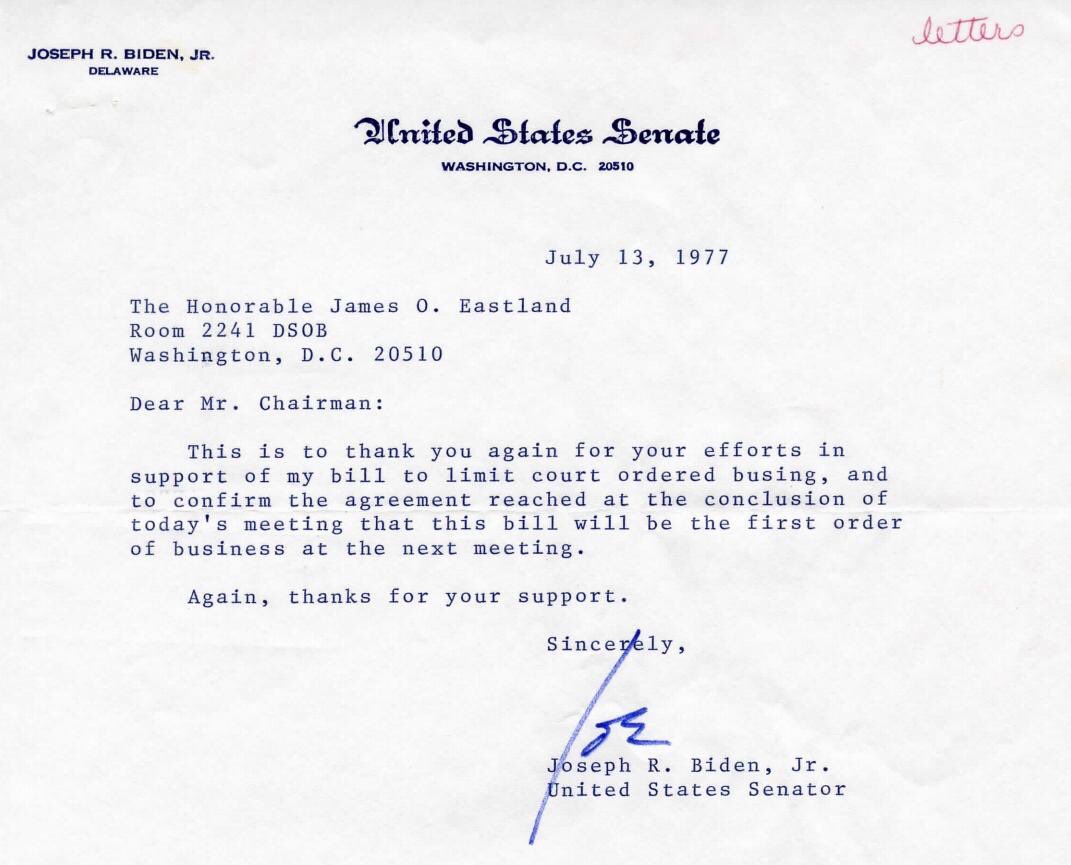 letters
JOSEPH R. BIDEN, JR.
DELAWARE
United States Senate
WASHINGTON, D.C. 20510
July 13, 1977
The Honorable James O. Eastland
Room 2241 DSOB
Washington, D.C. 20510
Dear Mr. Chairman:
This is to thank you again for your efforts in
support of my bill to limit court ordered busing, and
to confirm the agreement reached at the conclusion of
today's meeting that this bill will be the first order
of business at the next meeting.
Again, thanks for your support.
Sincerely,
Joe
Joseph R. Biden, Jr.
United States Senator